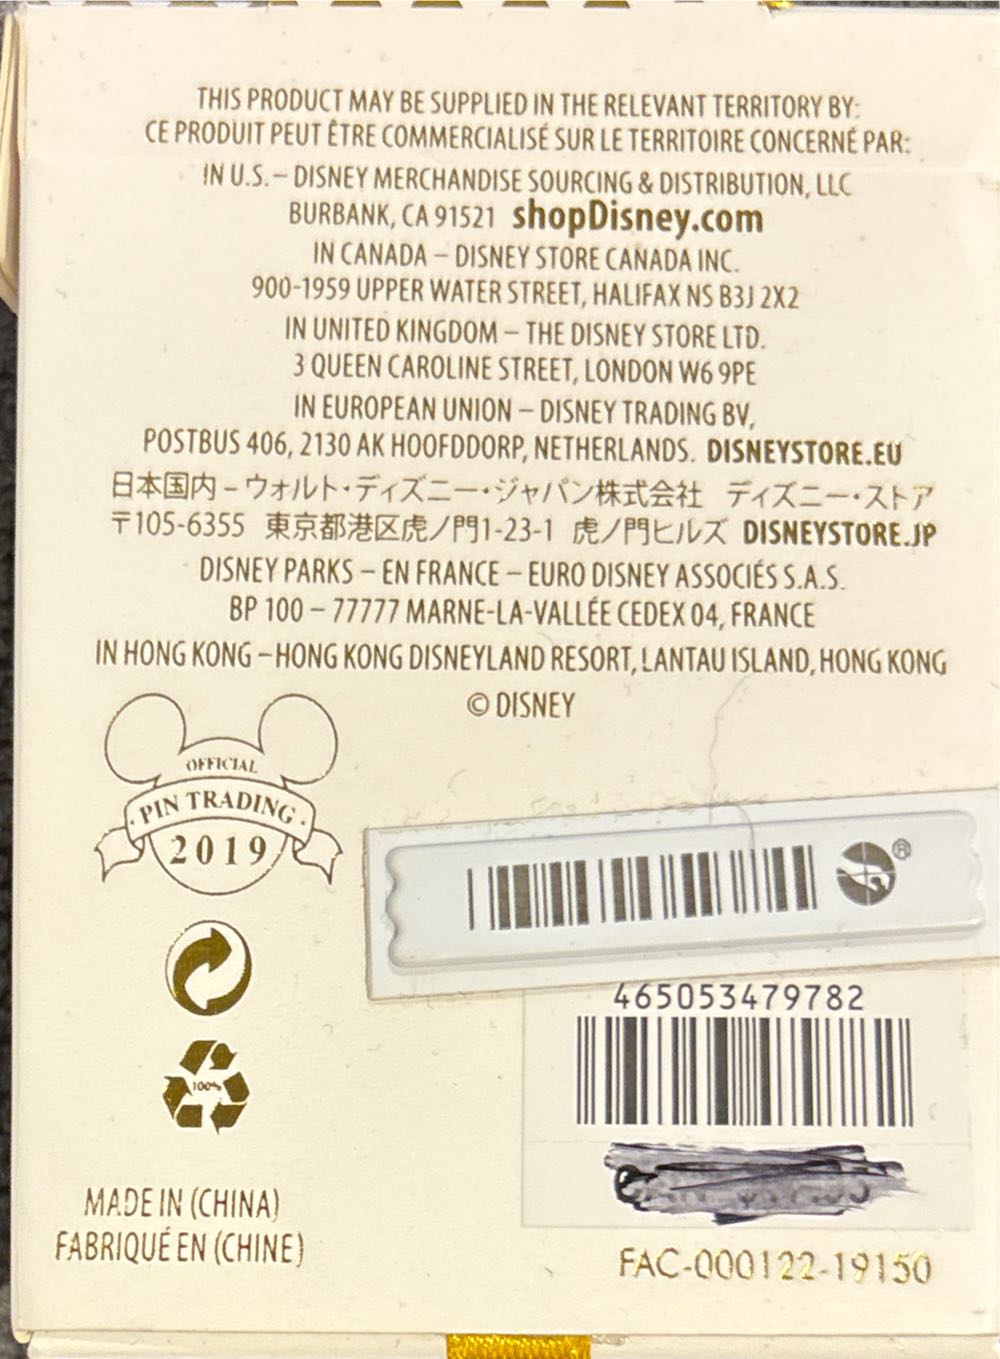 THIS PRODUCT MAY BE SUPPLIED IN THE RELEVANT TERRITORY BY:
CE PRODUIT PEUT ÊTRE COMMERCIALISÉ SUR LE TERRITOIRE CONCERNÉ PAR:
IN U.S. – DISNEY MERCHANDISE SOURCING & DISTRIBUTION, LLC
BURBANK, CA 91521 shopDisney.com
IN CANADA – DISNEY STORE CANADA INC.
900-1959 UPPER WATER STREET, HALIFAX NS B3J 2X2
IN UNITED KINGDOM – THE DISNEY STORE LTD.
3 QUEEN CAROLINE STREET, LONDON W6 9PE
IN EUROPEAN UNION – DISNEY TRADING BV,
POSTBUS 406, 2130 AK HOOFDDORP, NETHERLANDS. DISNEYSTORE.EU
日本国内 – ウォルト・ディズニー・ジャパン株式会社 ディズニー・ストア
〒105-6355 東京都港区虎ノ門1-23-1 虎ノ門ヒルズ DISNEYSTORE.JP
DISNEY PARKS – EN FRANCE – EURO DISNEY ASSOCIÉS S.A.S.
BP 100 – 77777 MARNE-LA-VALLÉE CEDEX 04, FRANCE
IN HONG KONG – HONG KONG DISNEYLAND RESORT, LANTAU ISLAND, HONG KONG
© DISNEY
OFFICIAL
· PIN TRADING ·
2019
®
465053479782
100%
MADE IN (CHINA)
FABRIQUÉ EN (CHINE)
FAC-000122-19150